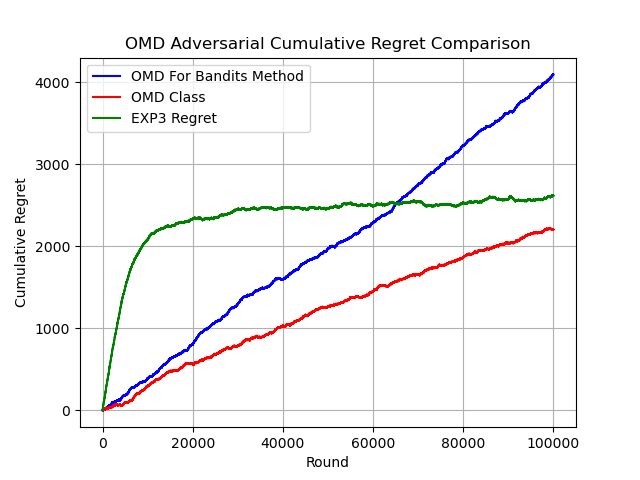 OMD Adversarial Cumulative Regret Comparison
OMD For Bandits Method
OMD Class
EXP3 Regret
Cumulative Regret
4000
3000
2000
1000
0
0 20000 40000 60000 80000 100000
Round